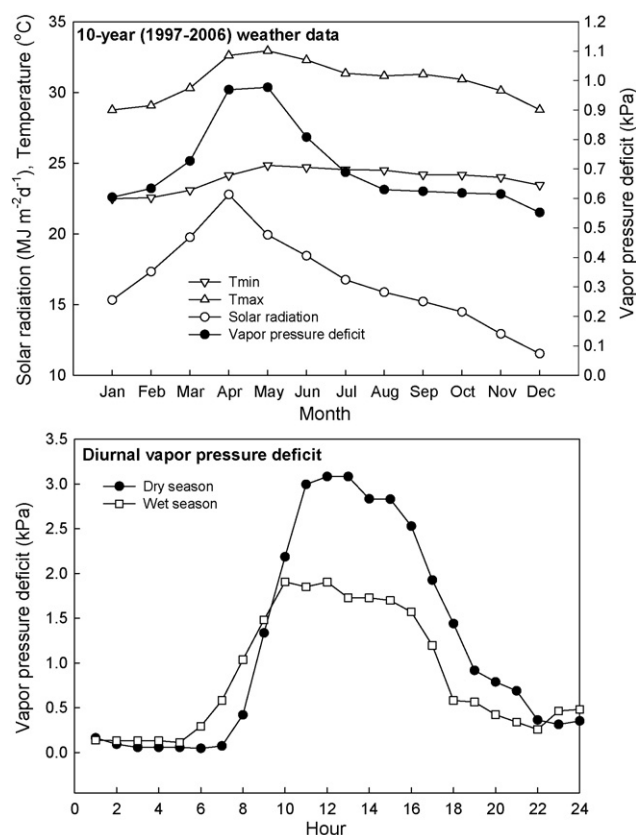 10-year (1997-2006) weather data
Solar radiation (MJ m⁻²d⁻¹), Temperature (°C)
35
30
25
20
15
10
Vapor pressure deficit (kPa)
1.2
1.1
1.0
0.9
0.8
0.7
0.6
0.5
0.4
0.3
0.2
0.1
0.0
Tmin
Tmax
Solar radiation
Vapor pressure deficit
Jan Feb Mar Apr May Jun Jul Aug Sep Oct Nov Dec
Month
Diurnal vapor pressure deficit
Vapor pressure deficit (kPa)
3.5
3.0
2.5
2.0
1.5
1.0
0.5
0.0
Dry season
Wet season
0 2 4 6 8 10 12 14 16 18 20 22 24
Hour